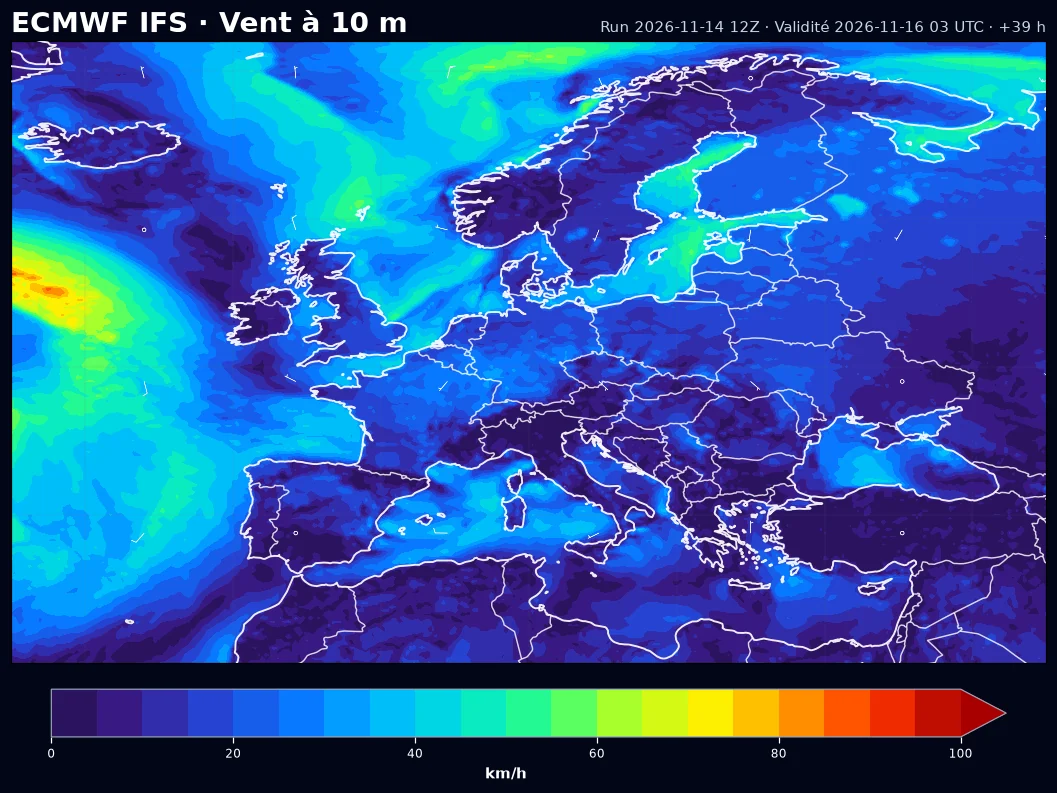 ECMWF IFS · Vent à 10 m
Run 2026-11-14 12Z · Validité 2026-11-16 03 UTC · +39 h
0 20 40 60 80 100
km/h